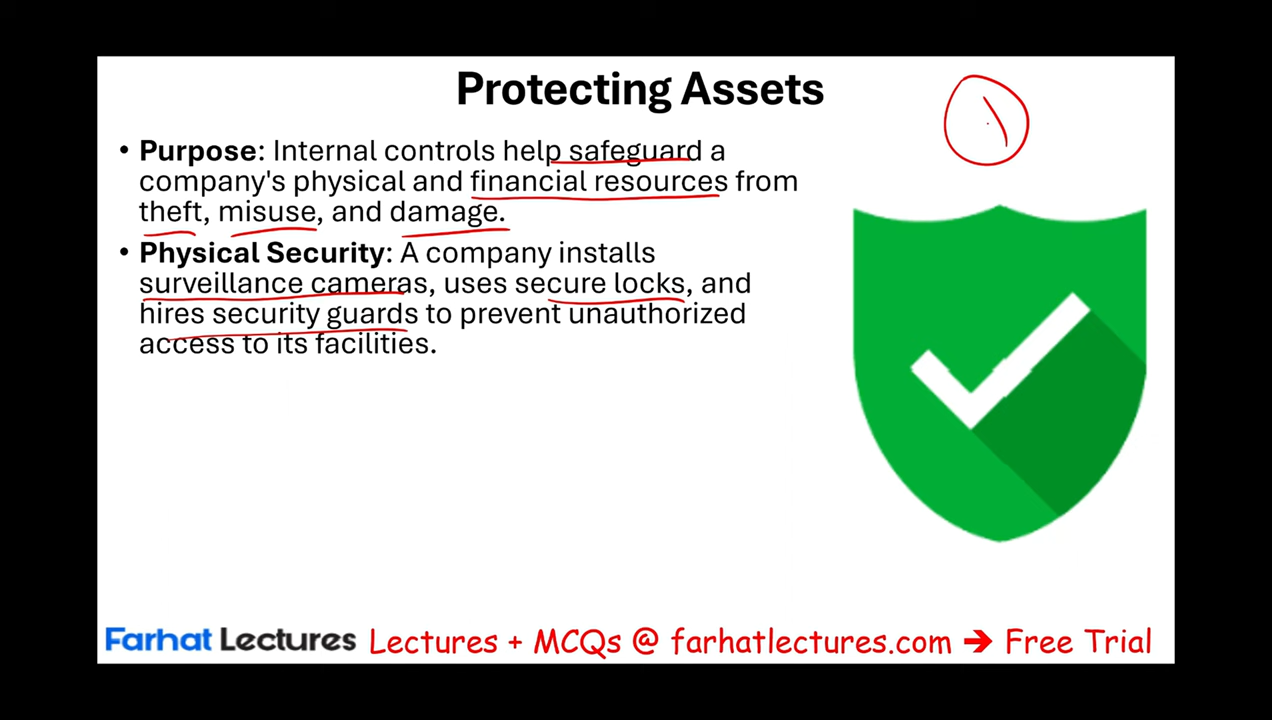 Protecting Assets
• Purpose: Internal controls help safeguard a
company's physical and financial resources from
theft, misuse, and damage.
• Physical Security: A company installs
surveillance cameras, uses secure locks, and
hires security guards to prevent unauthorized
access to its facilities.
Farhat Lectures Lectures + MCQs @ farhatlectures.com ➔ Free Trial